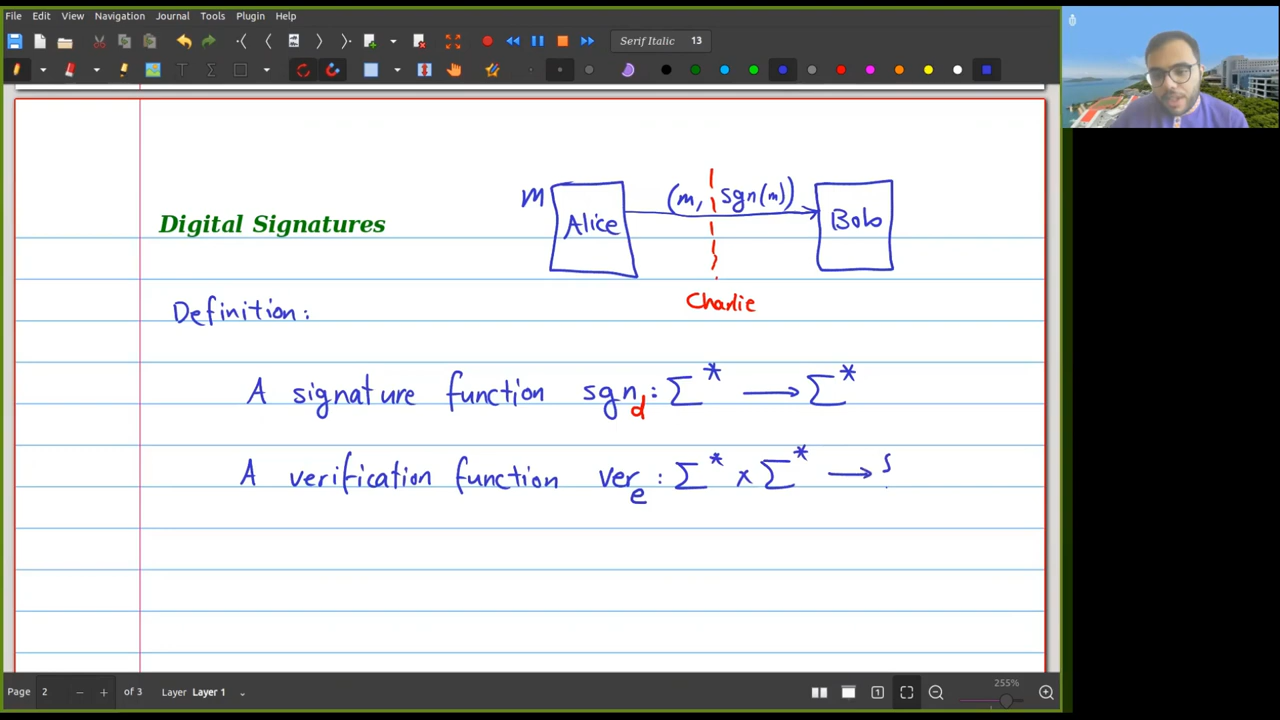 File Edit View Navigation Journal Tools Plugin Help
Serif Italic 13
m Alice (m, sgn(m)) Bob
Digital Signatures
Charlie
Definition:
A signature function sgn_d : Σ* → Σ*
A verification function ver_e : Σ* × Σ* →
Page 2 of 3 Layer Layer 1 255%